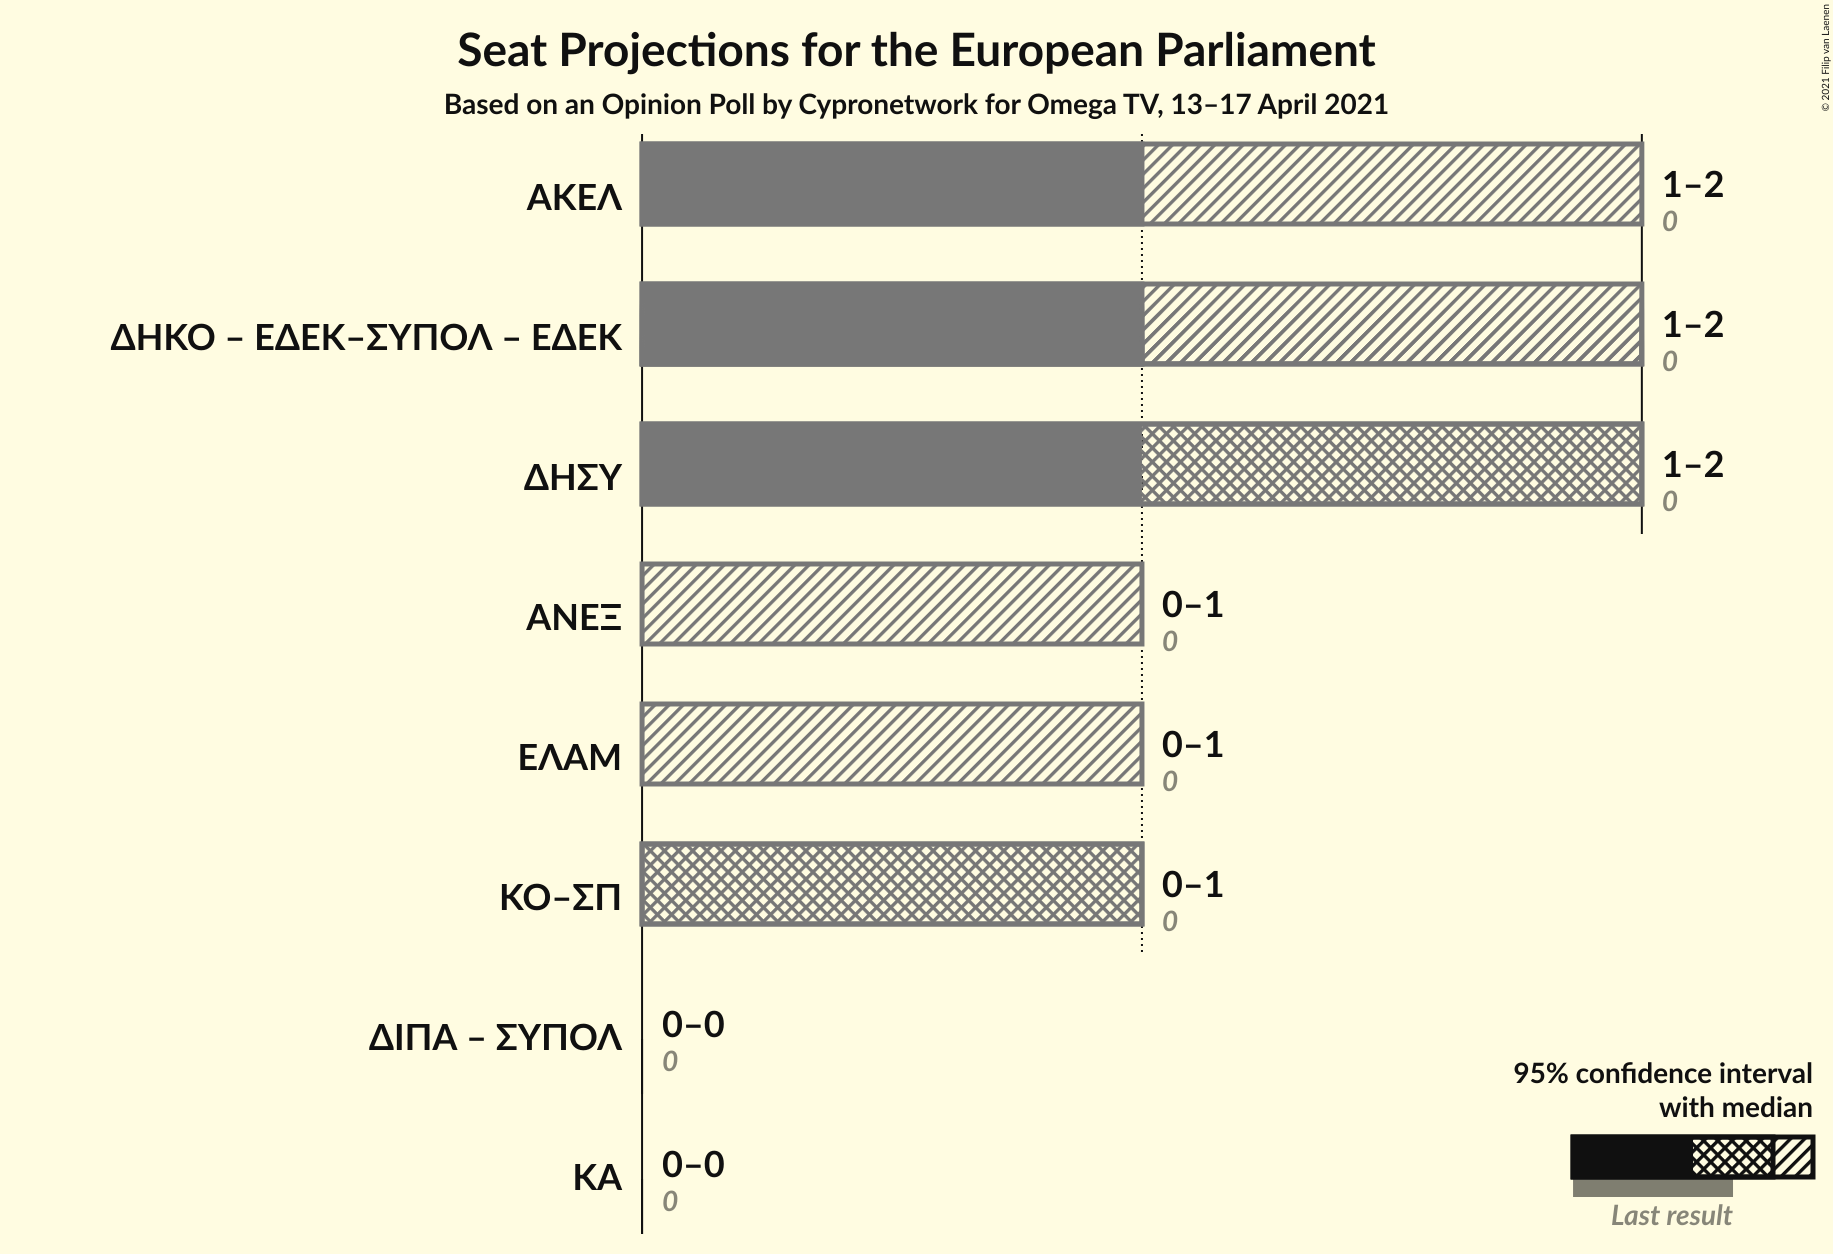 Seat Projections for the European Parliament
Based on an Opinion Poll by Cypronetwork for Omega TV, 13–17 April 2021
© 2021 Filip van Laenen
ΑΚΕΛ
1–2
0
ΔΗΚΟ – ΕΔΕΚ–ΣΥΠΟΛ – ΕΔΕΚ
1–2
0
ΔΗΣΥ
1–2
0
ΑΝΕΞ
0–1
0
ΕΛΑΜ
0–1
0
ΚΟ–ΣΠ
0–1
0
ΔΙΠΑ – ΣΥΠΟΛ
0–0
0
ΚΑ
0–0
0
95% confidence interval
with median
Last result